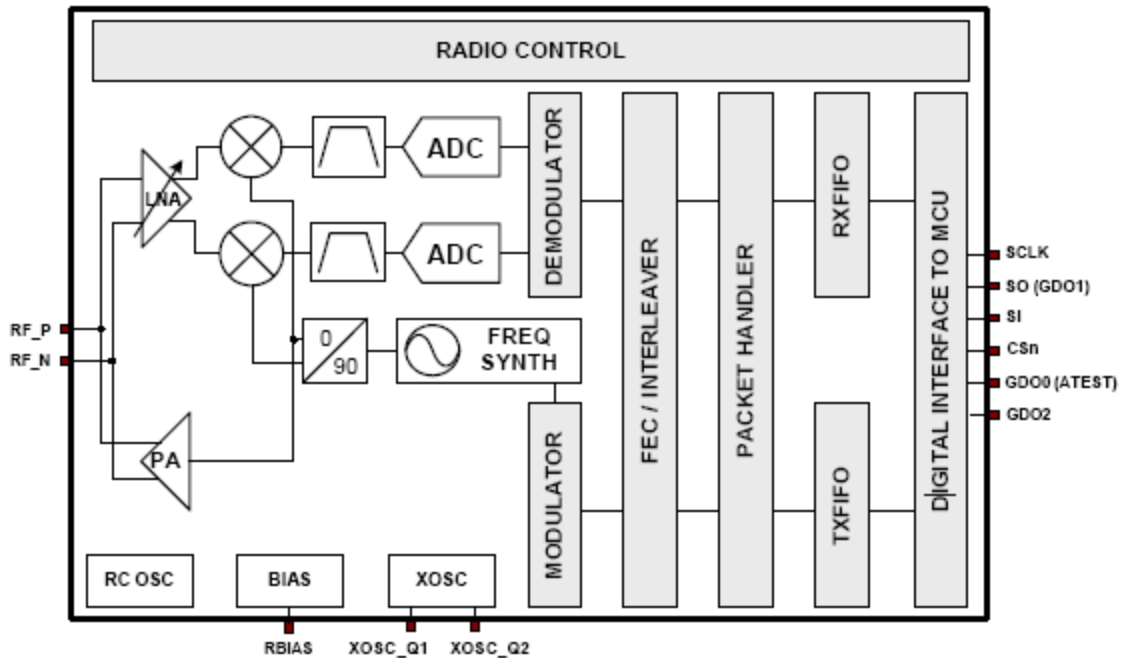 RADIO CONTROL
LNA
ADC
ADC
DEMODULATOR
FEC / INTERLEAVER
PACKET HANDLER
RXFIFO
DIGITAL INTERFACE TO MCU
SCLK
SO (GDO1)
SI
CSn
GDO0 (ATEST)
GDO2
RF_P
RF_N
0
90
FREQ
SYNTH
PA
MODULATOR
TXFIFO
RC OSC
BIAS
XOSC
RBIAS
XOSC_Q1
XOSC_Q2